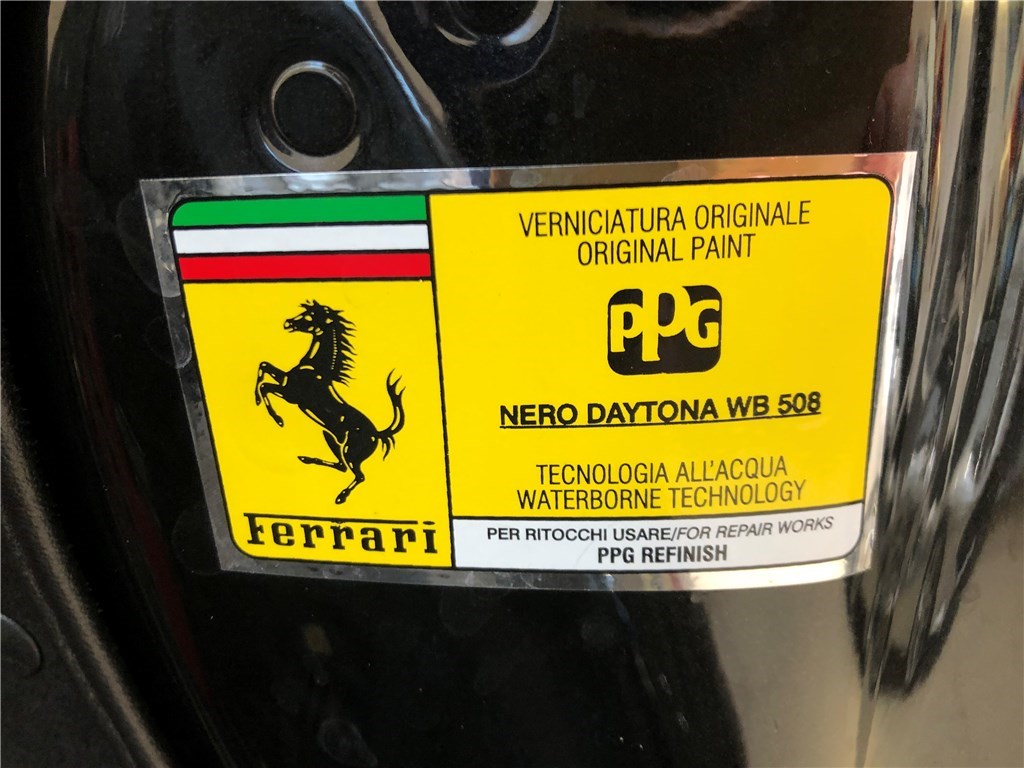 VERNICIATURA ORIGINALE
ORIGINAL PAINT
PPG
NERO DAYTONA WB 508
TECNOLOGIA ALL'ACQUA
WATERBORNE TECHNOLOGY
Ferrari
PER RITOCCHI USARE/FOR REPAIR WORKS
PPG REFINISH